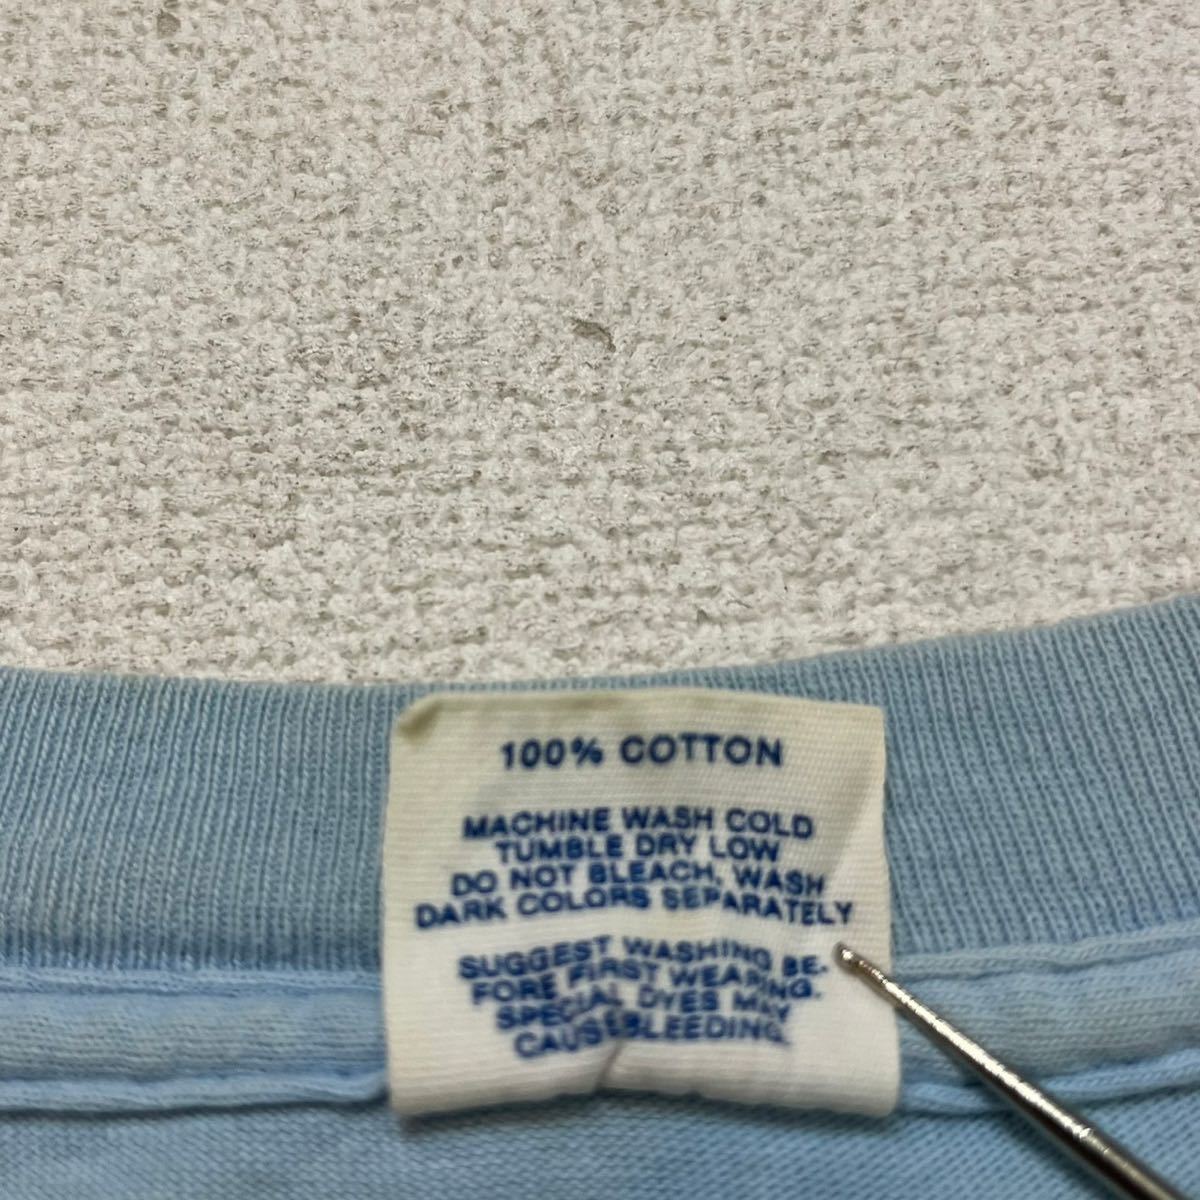 100% COTTON
MACHINE WASH COLD
TUMBLE DRY LOW
DO NOT BLEACH, WASH
DARK COLORS SEPARATELY
SUGGEST WASHING BE-
FORE FIRST WEARING.
SPECIAL DYES MAY
CAUSE BLEEDING.